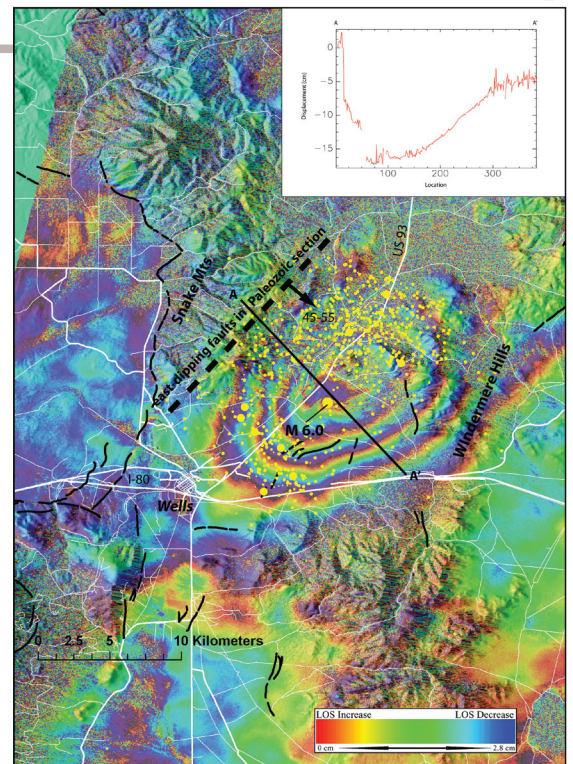 A
A'
0
−5
−10
−15
Displacement (cm)
100
200
300
Location
US 93
Snake Mts
east-dipping faults in Paleozoic section
A
45-55
Windermere Hills
M 6.0
A'
I-80
Wells
0
2.5
5
10 Kilometers
LOS Increase
LOS Decrease
0 cm
2.8 cm